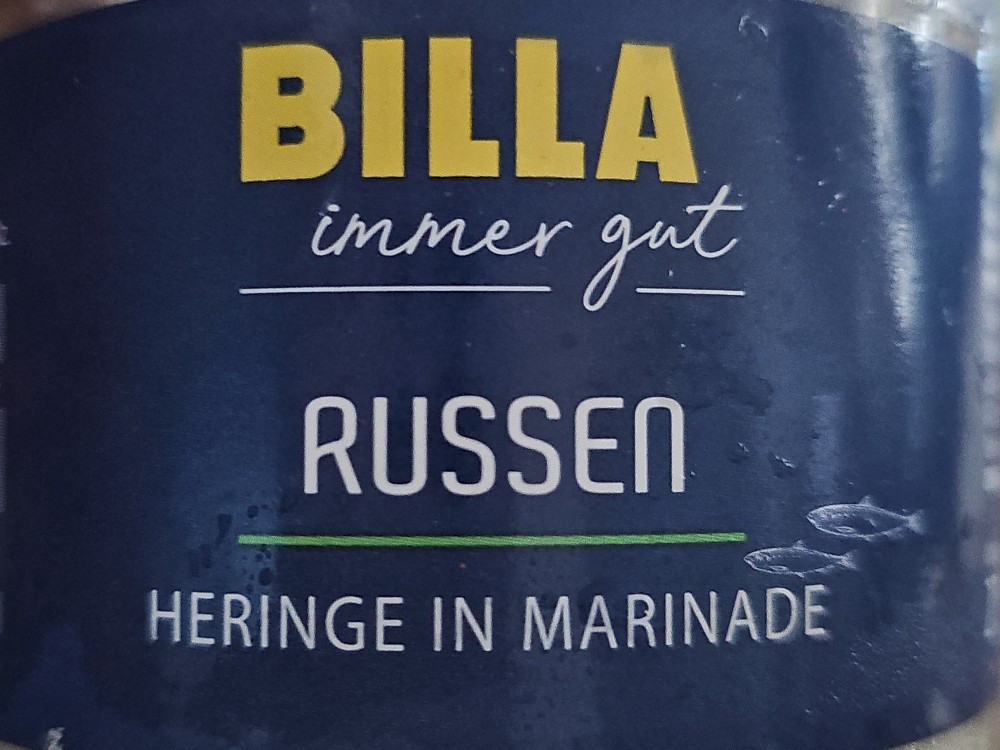 BILLA
immer gut
RUSSEN
HERINGE IN MARINADE